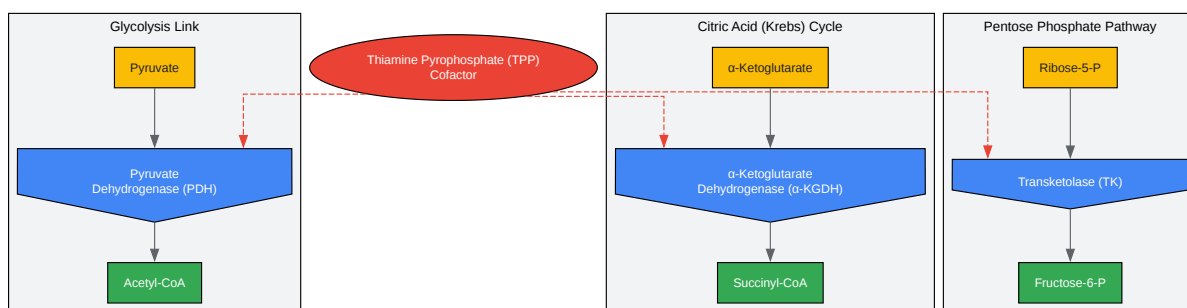 Glycolysis Link
Citric Acid (Krebs) Cycle
Pentose Phosphate Pathway
Pyruvate
Thiamine Pyrophosphate (TPP)
Cofactor
α-Ketoglutarate
Ribose-5-P
Pyruvate
Dehydrogenase (PDH)
α-Ketoglutarate
Dehydrogenase (α-KGDH)
Transketolase (TK)
Acetyl-CoA
Succinyl-CoA
Fructose-6-P